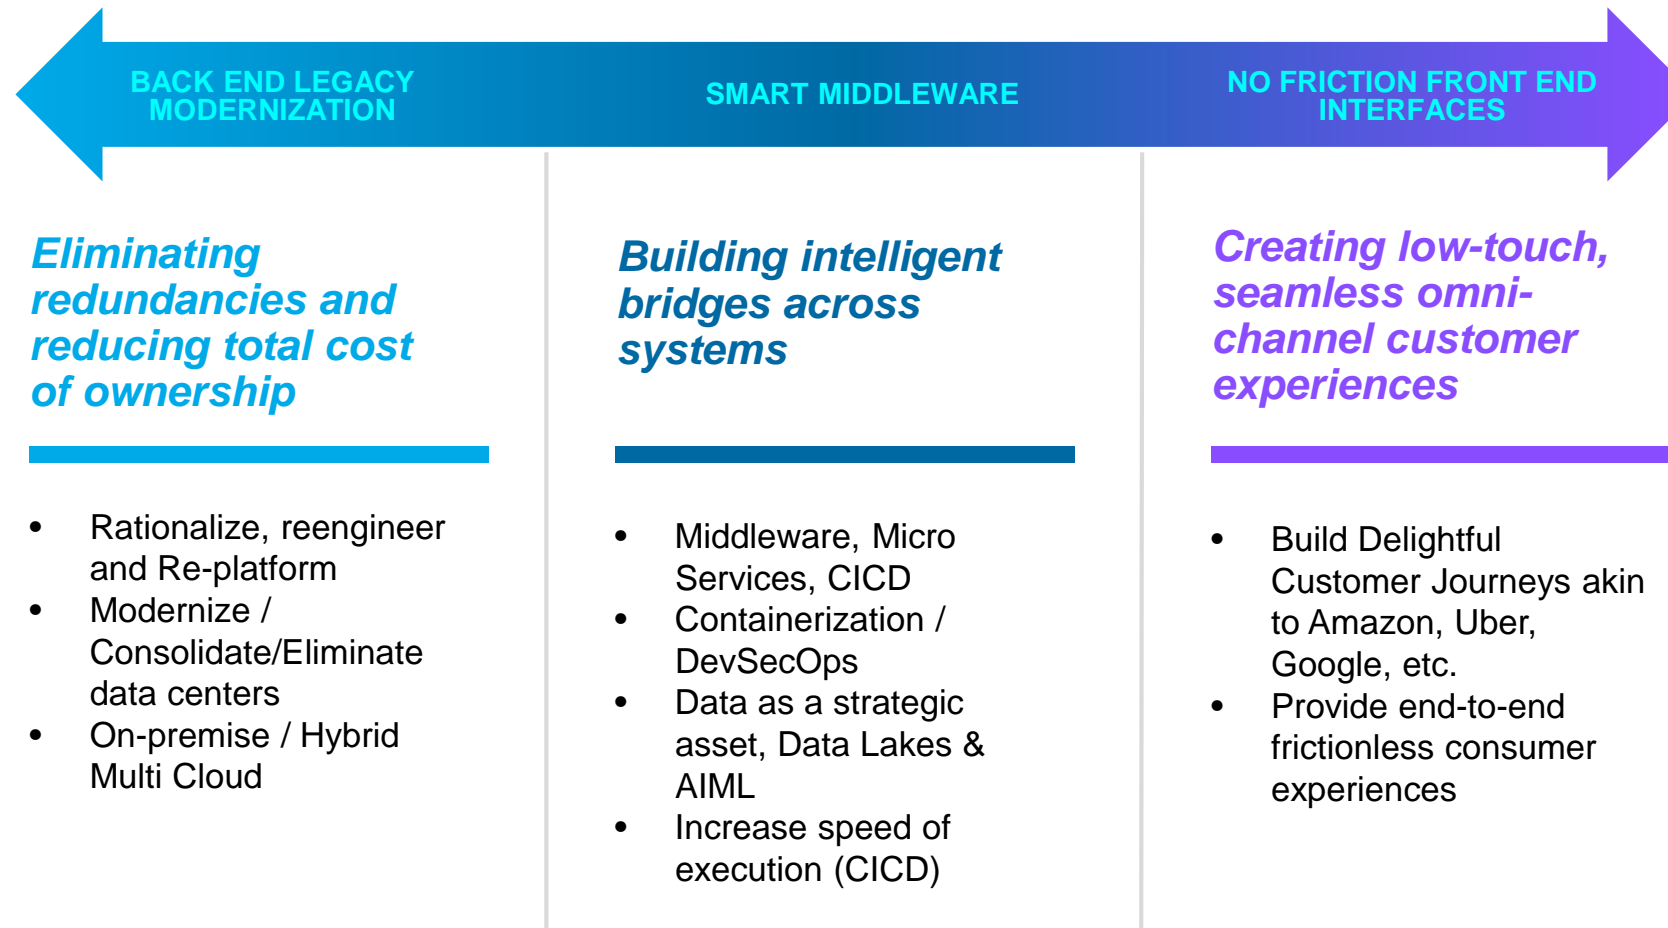 BACK END LEGACY
MODERNIZATION
SMART MIDDLEWARE
NO FRICTION FRONT END
INTERFACES
Eliminating
redundancies and
reducing total cost
of ownership
• Rationalize, reengineer
and Re-platform
• Modernize /
Consolidate/Eliminate
data centers
• On-premise / Hybrid
Multi Cloud
Building intelligent
bridges across
systems
• Middleware, Micro
Services, CICD
• Containerization /
DevSecOps
• Data as a strategic
asset, Data Lakes &
AIML
• Increase speed of
execution (CICD)
Creating low-touch,
seamless omni-
channel customer
experiences
• Build Delightful
Customer Journeys akin
to Amazon, Uber,
Google, etc.
• Provide end-to-end
frictionless consumer
experiences